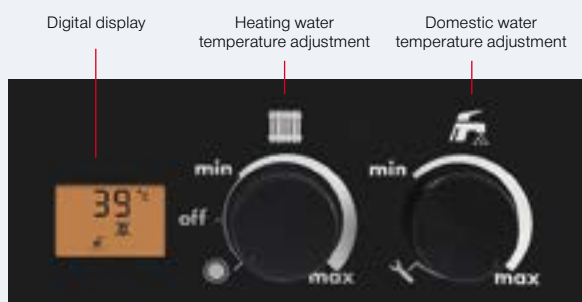 Digital display
Heating water
temperature adjustment
Domestic water
temperature adjustment
39 °C
min
off
max
min
max